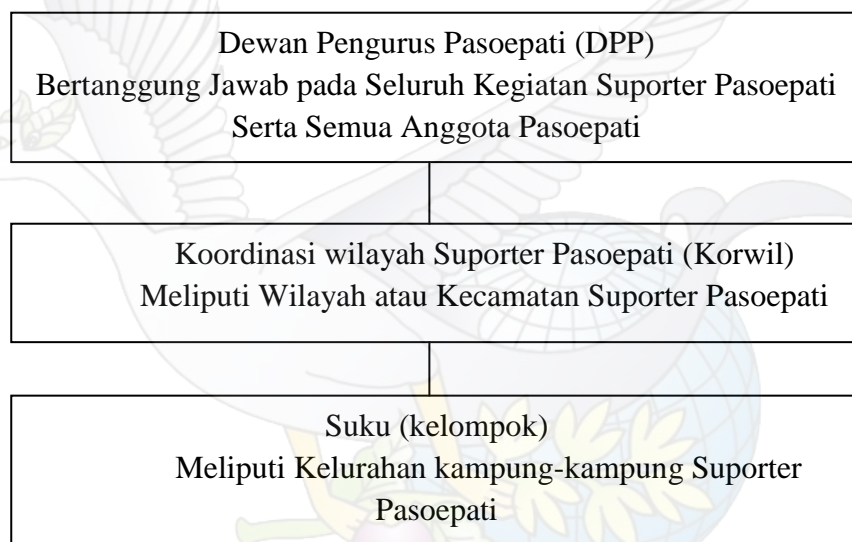 Dewan Pengurus Pasoepati (DPP)
Bertanggung Jawab pada Seluruh Kegiatan Suporter Pasoepati
Serta Semua Anggota Pasoepati
Koordinasi wilayah Suporter Pasoepati (Korwil)
Meliputi Wilayah atau Kecamatan Suporter Pasoepati
Suku (kelompok)
Meliputi Kelurahan kampung-kampung Suporter
Pasoepati